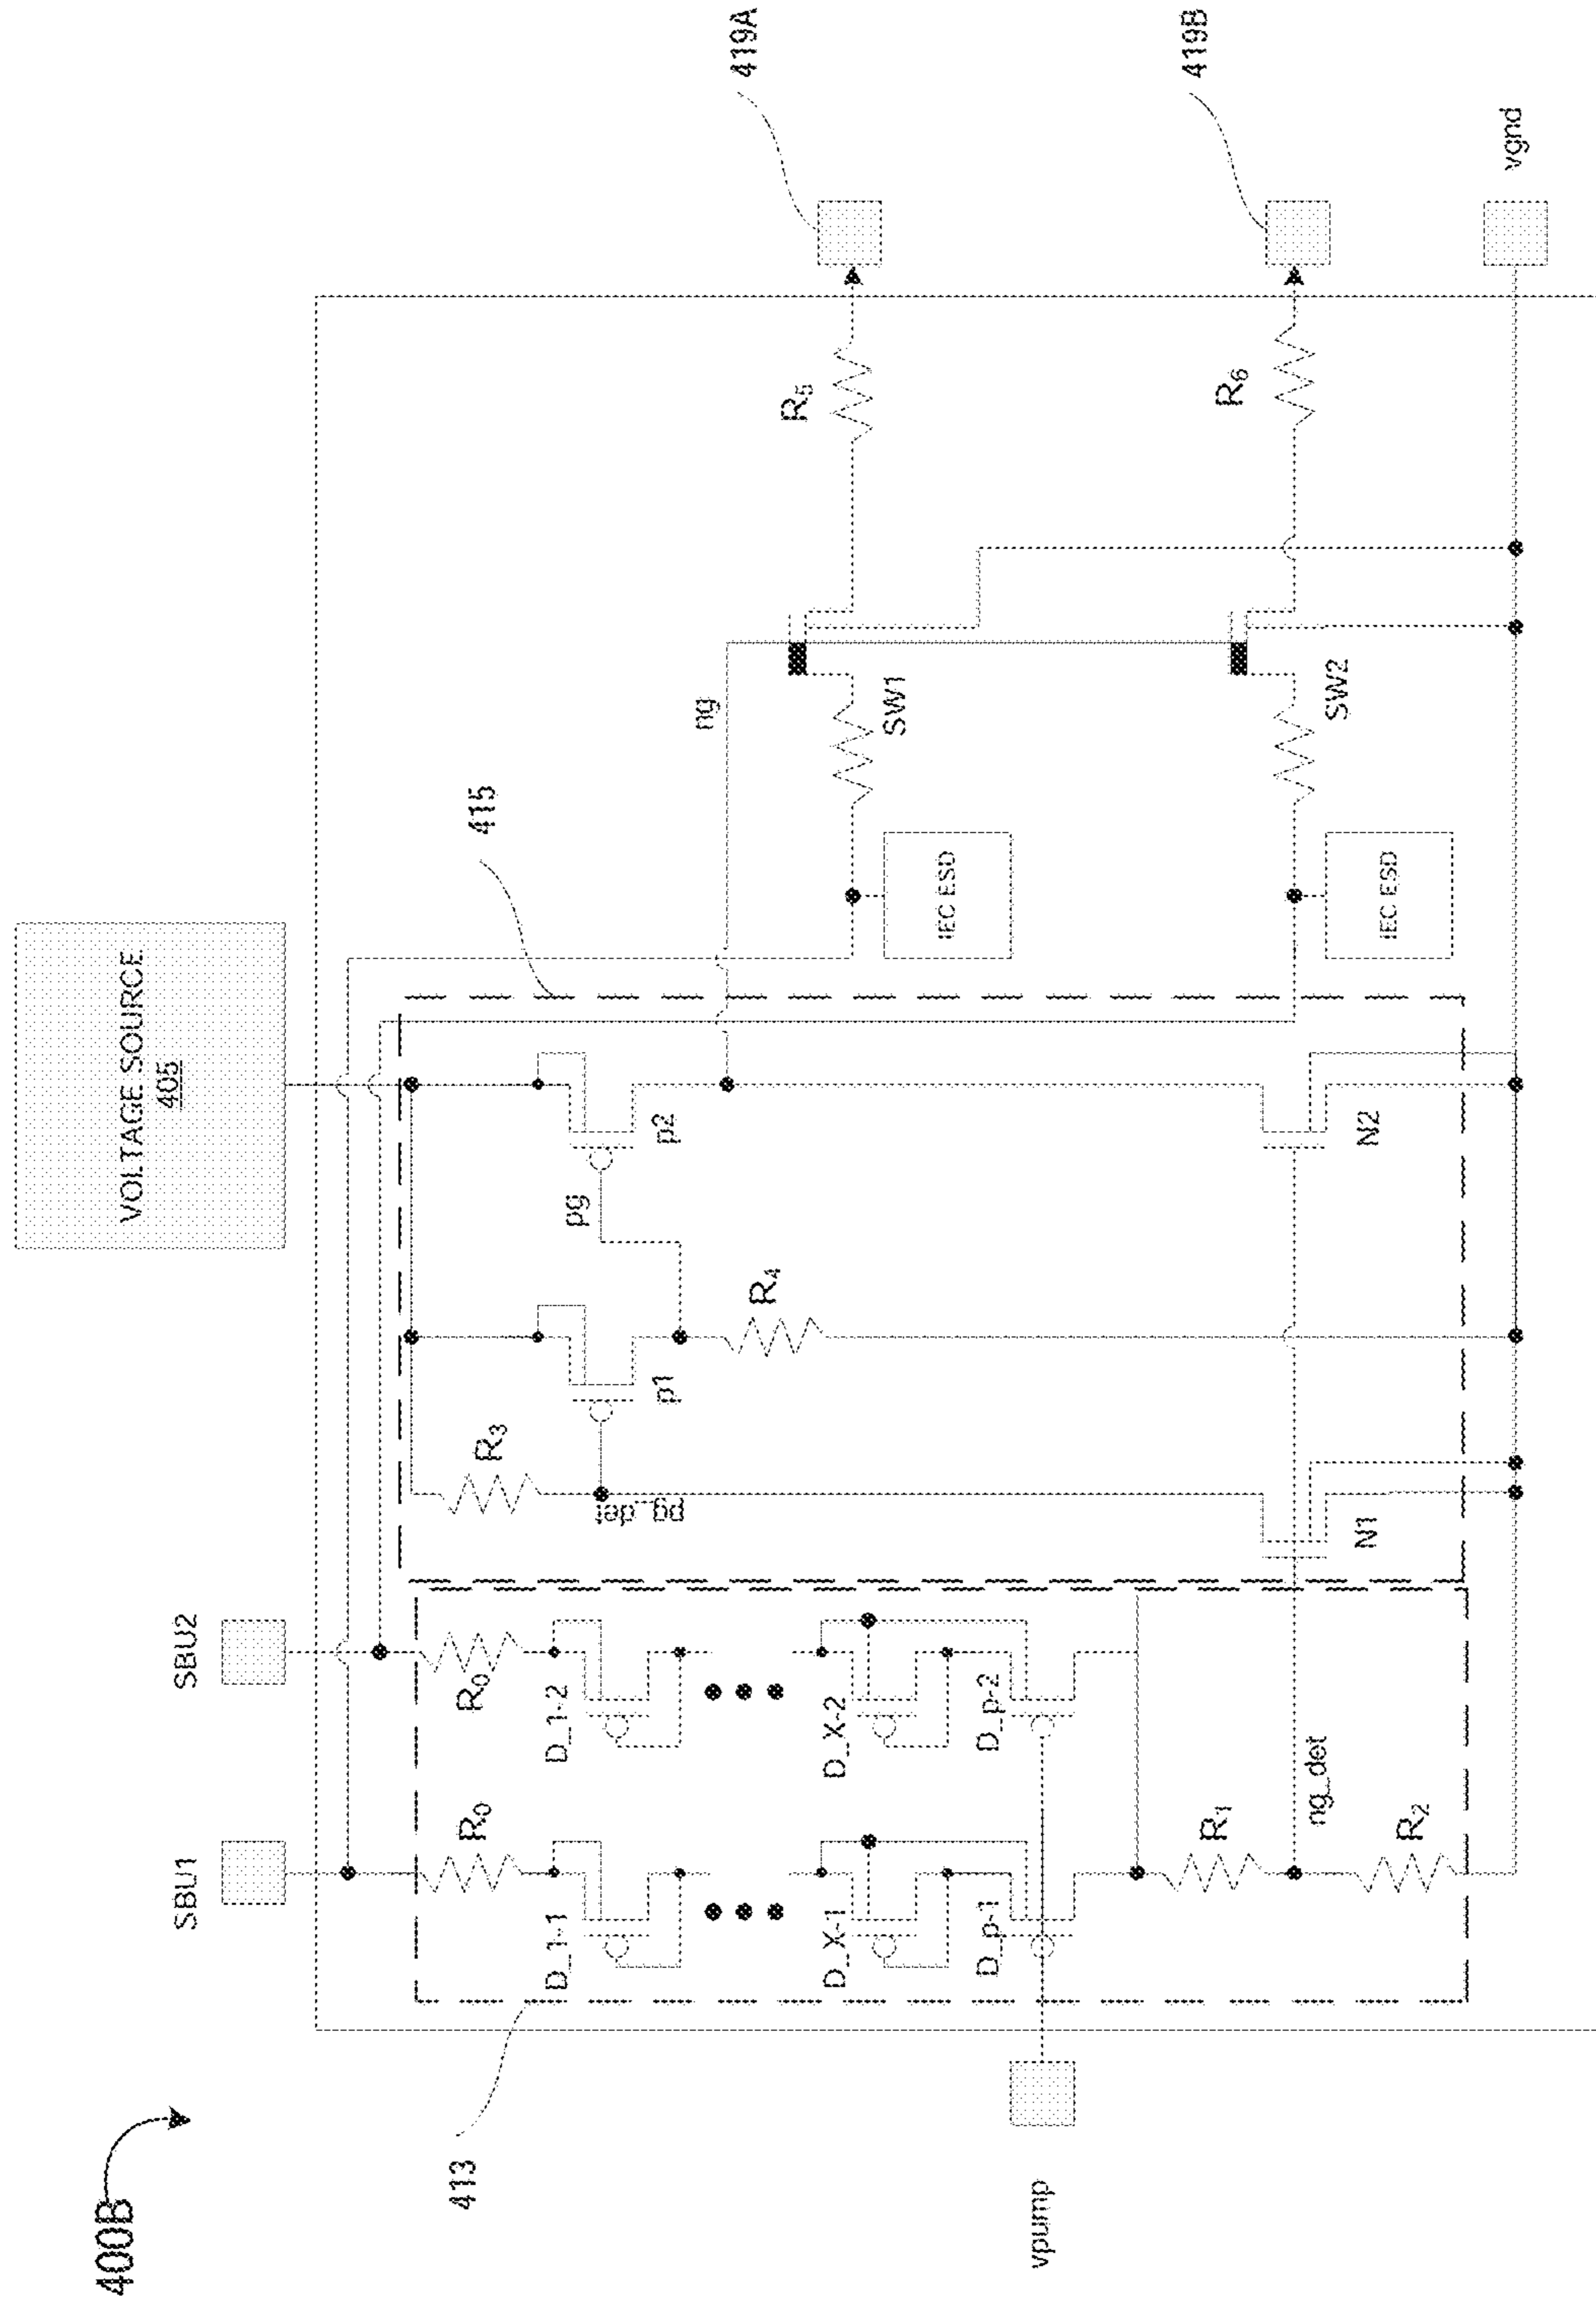 400B
VOLTAGE SOURCE
405
SBU1
SBU2
413
415
419A
419B
R0
R0
R3
D_1-1
D_1-2
p1
p2
pg
pg_det
R4
ng
D_X-1
D_X-2
D_p-1
D_p-2
vpump
R1
ng_det
R2
N1
N2
IEC ESD
IEC ESD
SW1
SW2
R5
R6
vgnd